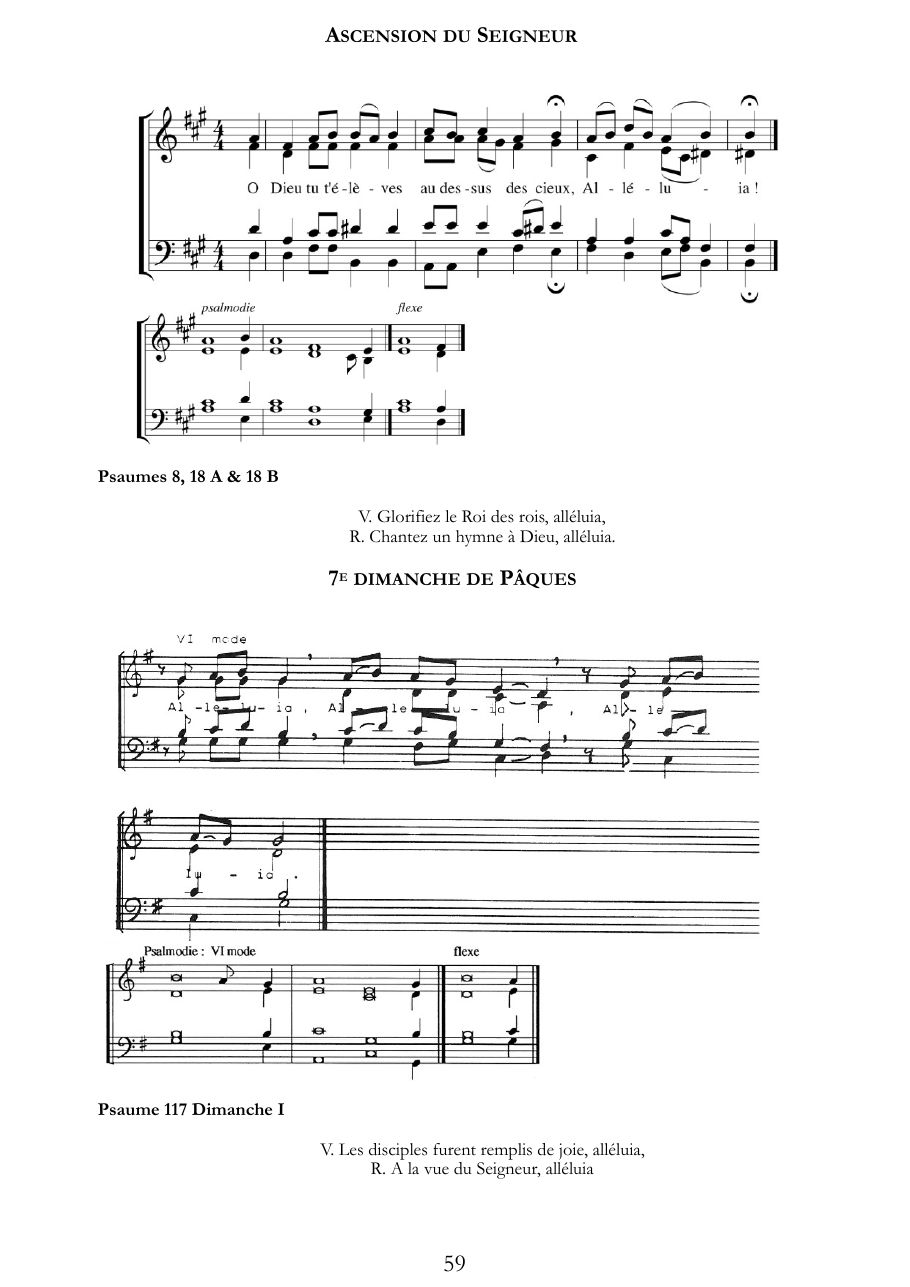 ASCENSION DU SEIGNEUR
O Dieu tu t'é-lè - ves au des-sus des cieux, Al - lé - lu - ia !
psalmodie flexe
Psaumes 8, 18 A & 18 B
V. Glorifiez le Roi des rois, alléluia,
R. Chantez un hymne à Dieu, alléluia.
7E DIMANCHE DE PÂQUES
VI mode
Al -le- lu- ia , Al - le - lu - ia , Al - le -
lu - ia .
Psalmodie : VI mode flexe
Psaume 117 Dimanche I
V. Les disciples furent remplis de joie, alléluia,
R. A la vue du Seigneur, alléluia
59